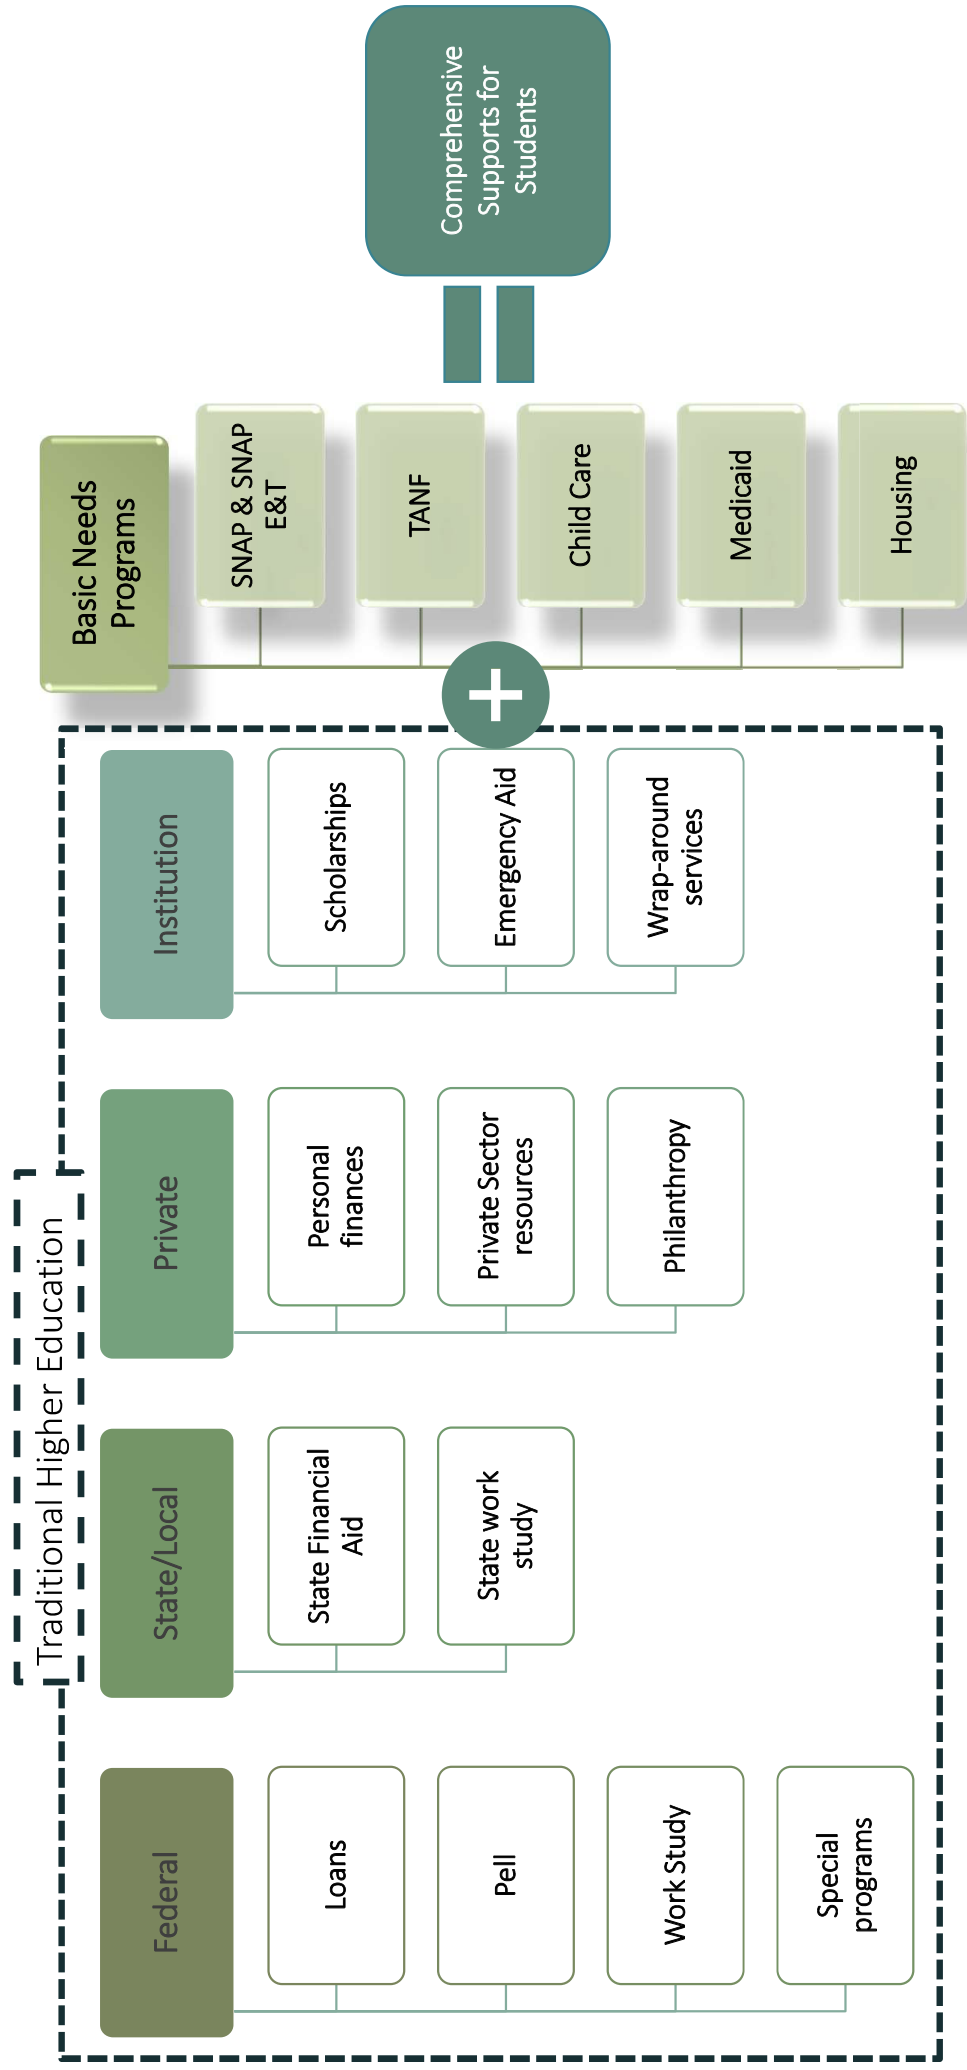 Traditional Higher Education
Federal
Loans
Pell
Work Study
Special
programs
State/Local
State Financial
Aid
State work
study
Private
Personal
finances
Private Sector
resources
Philanthropy
Institution
Scholarships
Emergency Aid
Wrap-around
services
+
Basic Needs
Programs
SNAP & SNAP
E&T
TANF
Child Care
Medicaid
Housing
=
Comprehensive
Supports for
Students